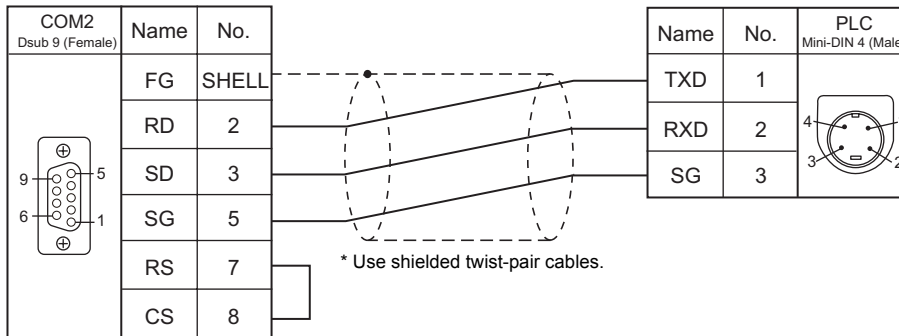 COM2
Dsub 9 (Female)
Name No.
FG SHELL
RD 2
SD 3
SG 5
RS 7
CS 8
9
5
6
1
* Use shielded twist-pair cables.
Name No.
PLC
Mini-DIN 4 (Male
TXD 1
RXD 2
SG 3
4
3
2